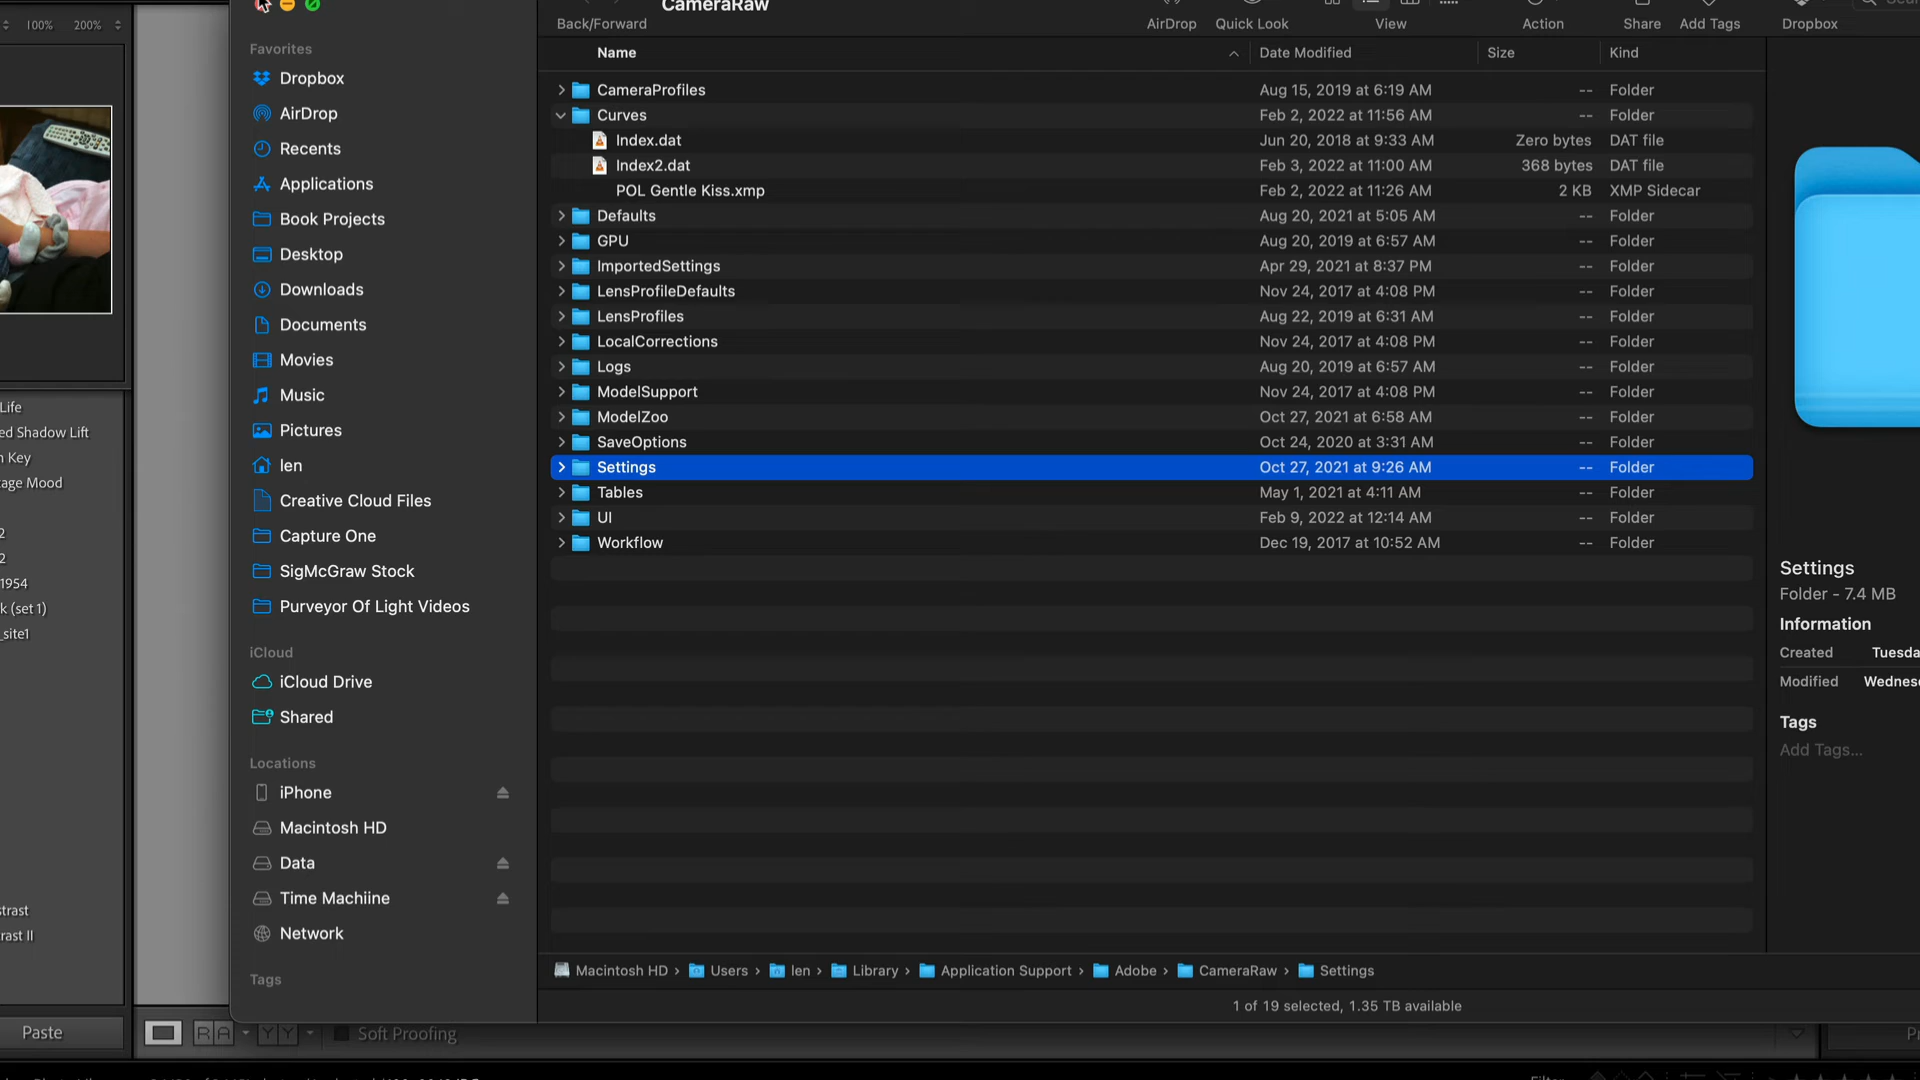 100%
200%
CameraRaw
Back/Forward
AirDrop
Quick Look
View
Action
Share
Add Tags
Dropbox
Name
Date Modified
Size
Kind
CameraProfiles Aug 15, 2019 at 6:19 AM -- Folder
Curves Feb 2, 2022 at 11:56 AM -- Folder
Index.dat Jun 20, 2018 at 9:33 AM Zero bytes DAT file
Index2.dat Feb 3, 2022 at 11:00 AM 368 bytes DAT file
POL Gentle Kiss.xmp Feb 2, 2022 at 11:26 AM 2 KB XMP Sidecar
Defaults Aug 20, 2021 at 5:05 AM -- Folder
GPU Aug 20, 2019 at 6:57 AM -- Folder
ImportedSettings Apr 29, 2021 at 8:37 PM -- Folder
LensProfileDefaults Nov 24, 2017 at 4:08 PM -- Folder
LensProfiles Aug 22, 2019 at 6:31 AM -- Folder
LocalCorrections Nov 24, 2017 at 4:08 PM -- Folder
Logs Aug 20, 2019 at 6:57 AM -- Folder
ModelSupport Nov 24, 2017 at 4:08 PM -- Folder
ModelZoo Oct 27, 2021 at 6:58 AM -- Folder
SaveOptions Oct 24, 2020 at 3:31 AM -- Folder
Settings Oct 27, 2021 at 9:26 AM -- Folder
Tables May 1, 2021 at 4:11 AM -- Folder
UI Feb 9, 2022 at 12:14 AM -- Folder
Workflow Dec 19, 2017 at 10:52 AM -- Folder
Favorites
Dropbox
AirDrop
Recents
Applications
Book Projects
Desktop
Downloads
Documents
Movies
Music
Pictures
len
Creative Cloud Files
Capture One
SigMcGraw Stock
Purveyor Of Light Videos
iCloud
iCloud Drive
Shared
Locations
iPhone
Macintosh HD
Data
Time Machiine
Network
Tags
Life
ed Shadow Lift
n Key
tage Mood
2
2
1954
k (set 1)
_site1
trast
rast II
Paste
R A
Y Y
Soft Proofing
Settings
Folder - 7.4 MB
Information
Created Tuesda
Modified Wednes
Tags
Add Tags...
Macintosh HD › Users › len › Library › Application Support › Adobe › CameraRaw › Settings
1 of 19 selected, 1.35 TB available